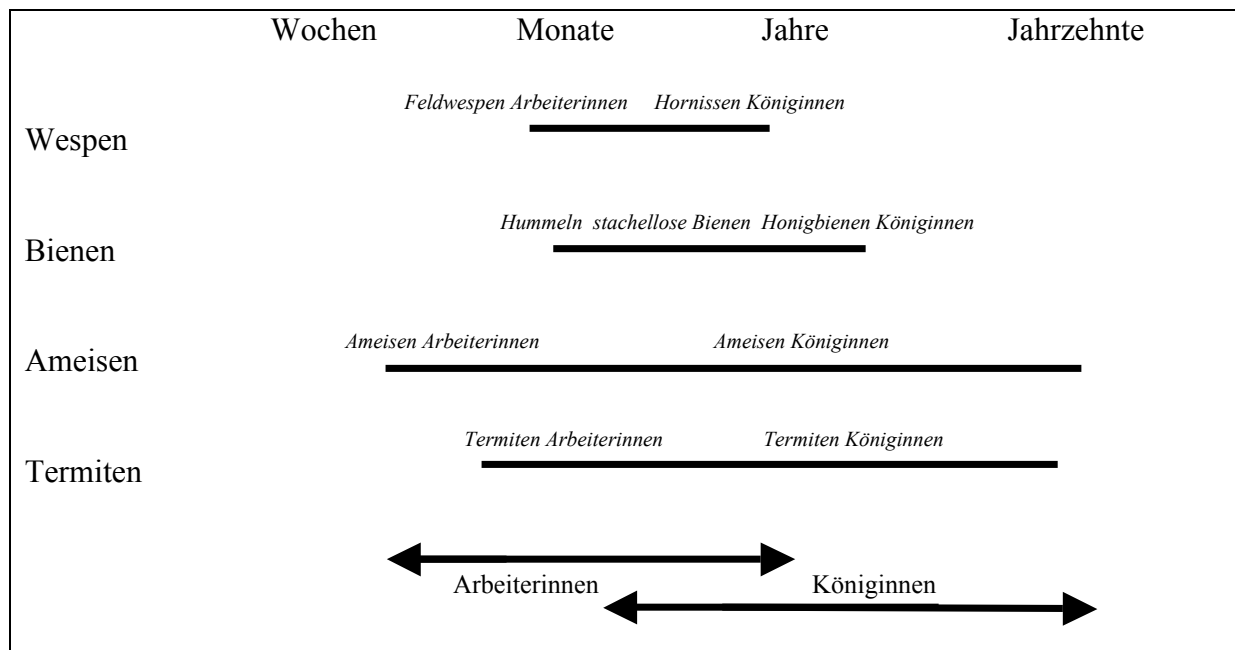 Wochen Monate Jahre Jahrzehnte
Feldwespen Arbeiterinnen Hornissen Königinnen
Wespen
Hummeln stachellose Bienen Honigbienen Königinnen
Bienen
Ameisen Arbeiterinnen Ameisen Königinnen
Ameisen
Termiten Arbeiterinnen Termiten Königinnen
Termiten
Arbeiterinnen Königinnen